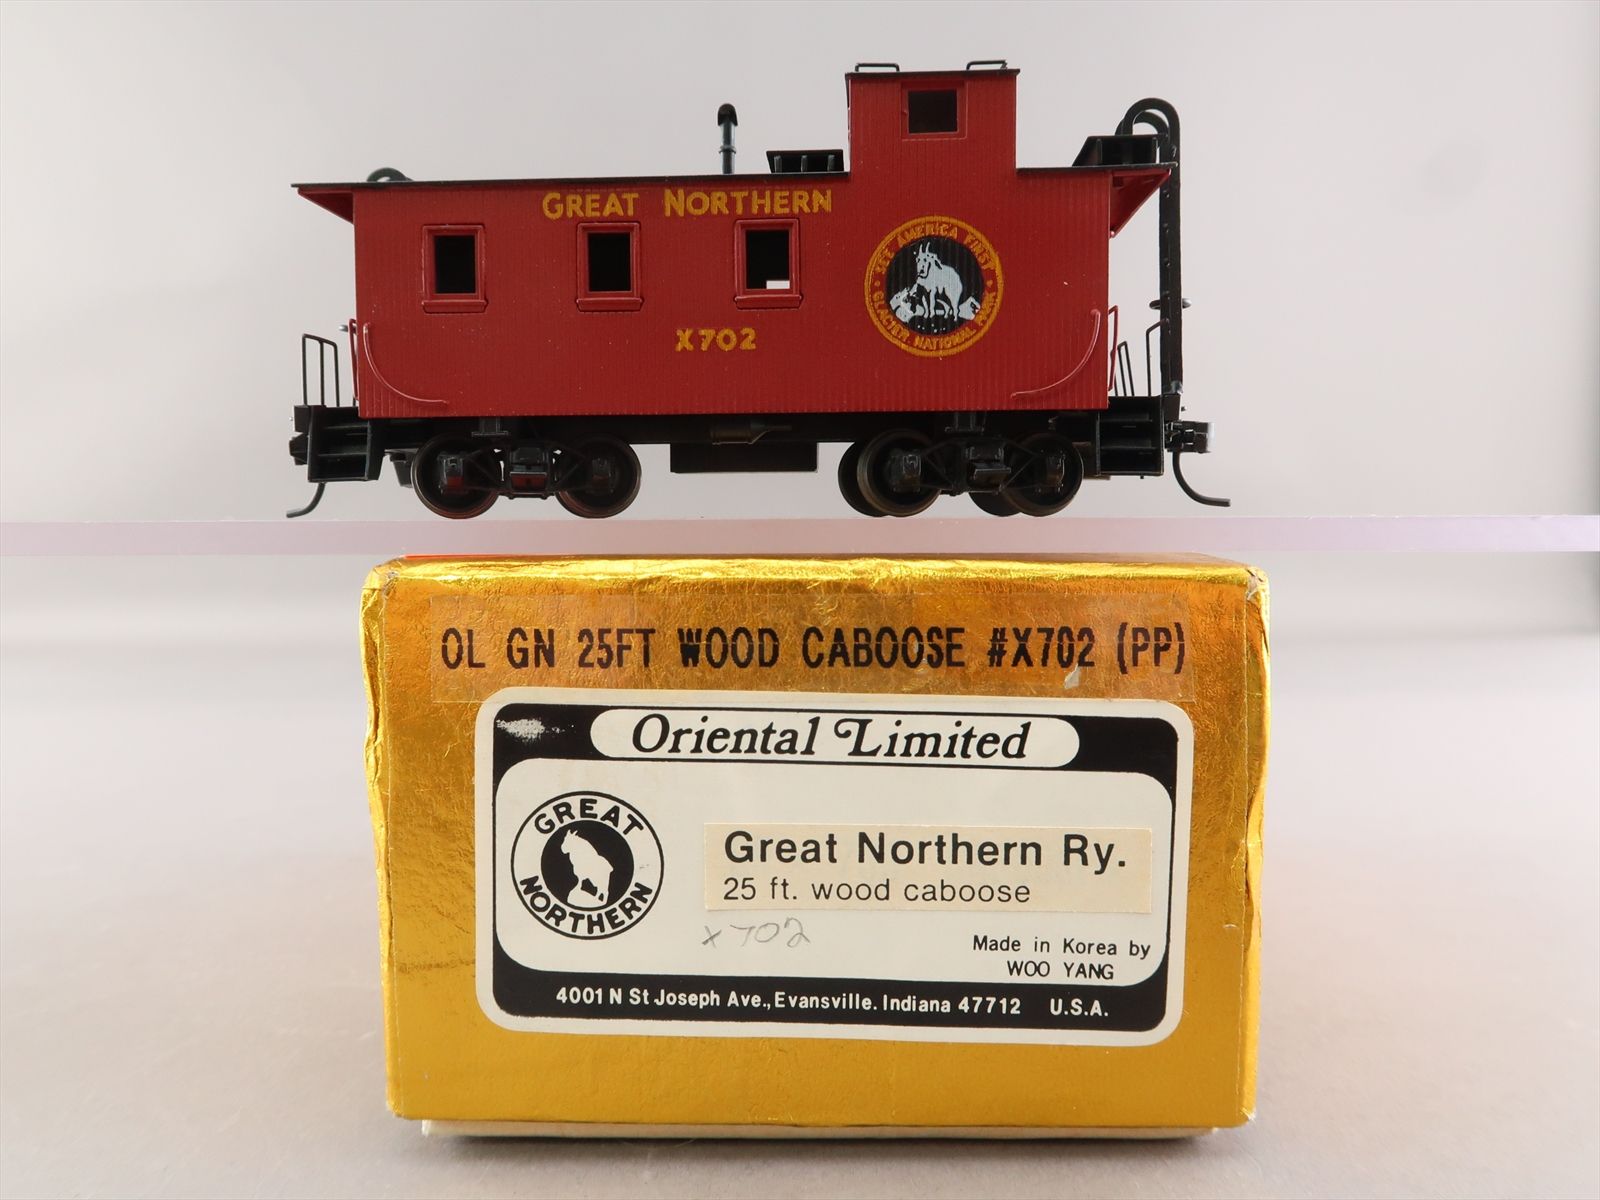 GREAT NORTHERN
SEE AMERICA FIRST
GLACIER NATIONAL PARK
X702
OL GN 25FT WOOD CABOOSE #X702 (PP)
Oriental Limited
GREAT
NORTHERN
Great Northern Ry.
25 ft. wood caboose
x702
Made in Korea by
WOO YANG
4001 N St Joseph Ave., Evansville. Indiana 47712 U.S.A.